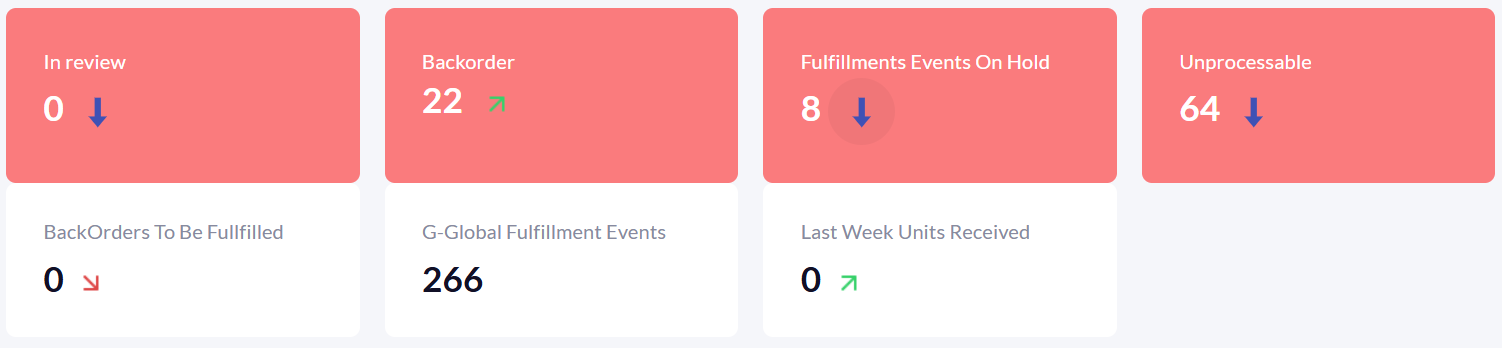 In review
0
Backorder
22
Fulfillments Events On Hold
8
Unprocessable
64
BackOrders To Be Fullfilled
0
G-Global Fulfillment Events
266
Last Week Units Received
0